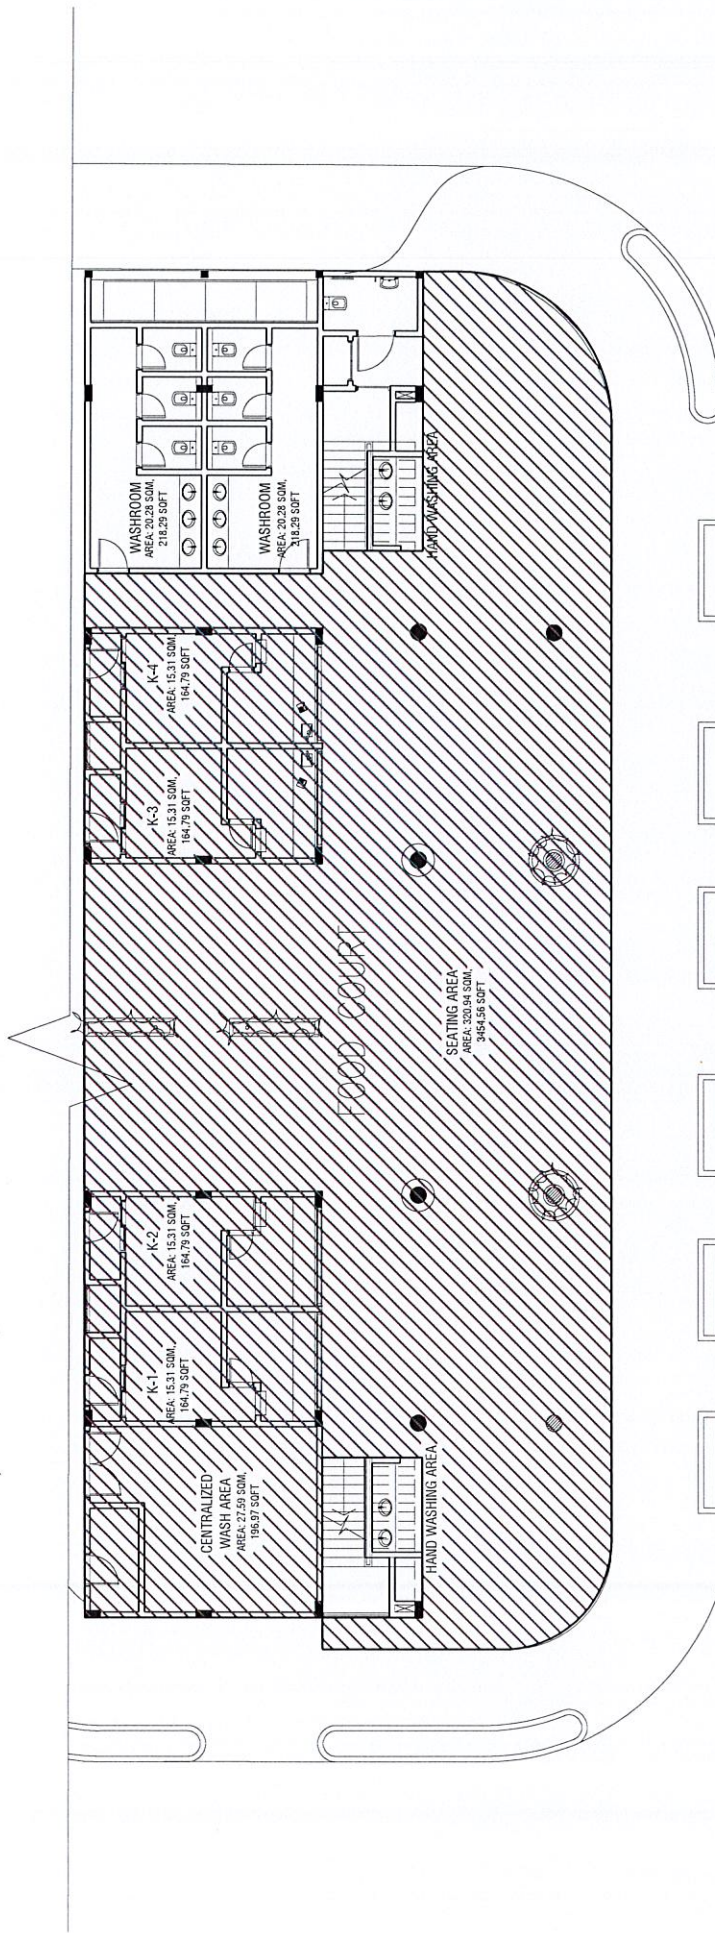 WASHROOM
AREA: 20.28 SQM,
218.29 SQFT
WASHROOM
AREA: 20.28 SQM,
218.29 SQFT
HAND WASHING AREA
K-4
AREA: 15.31 SQM,
164.79 SQFT
K-3
AREA: 15.31 SQM,
164.79 SQFT
FOOD COURT
SEATING AREA
AREA: 320.94 SQM,
3454.56 SQFT
K-2
AREA: 15.31 SQM,
164.79 SQFT
K-1
AREA: 15.31 SQM,
164.79 SQFT
CENTRALIZED
WASH AREA
AREA: 27.59 SQM,
196.97 SQFT
HAND WASHING AREA